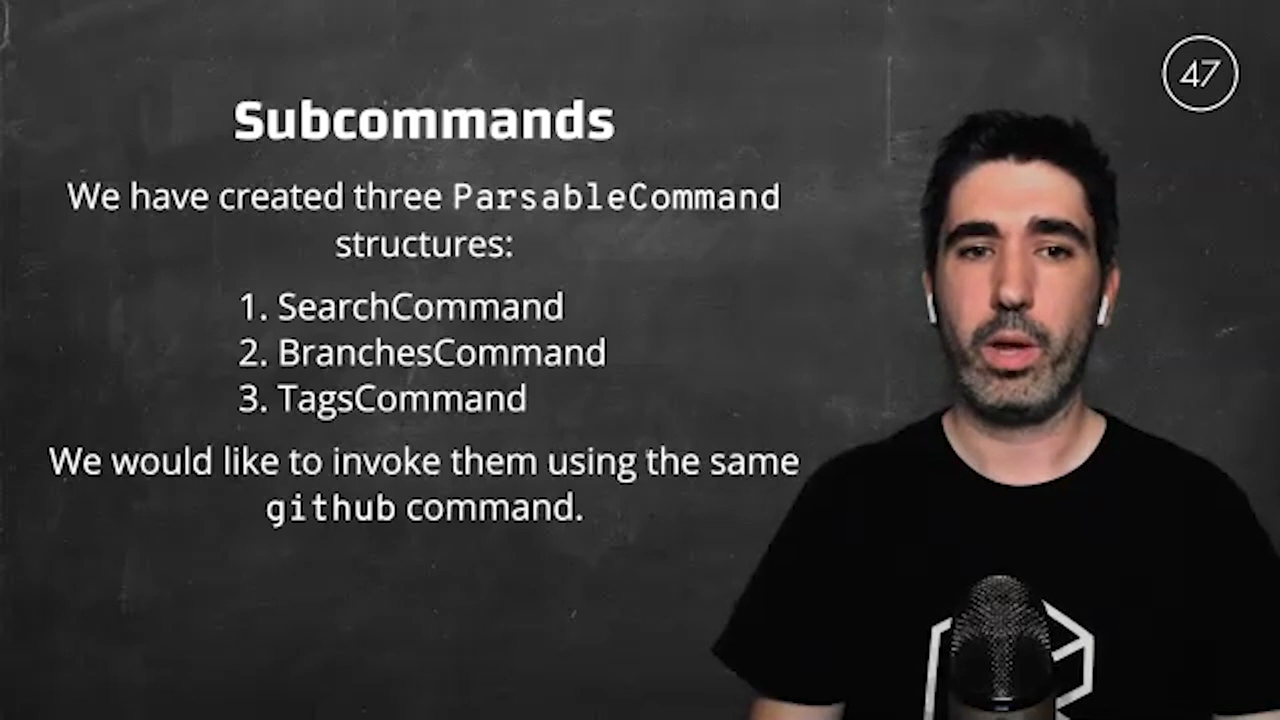 47
Subcommands
We have created three ParsableCommand
structures:
1. SearchCommand
2. BranchesCommand
3. TagsCommand
We would like to invoke them using the same
github command.